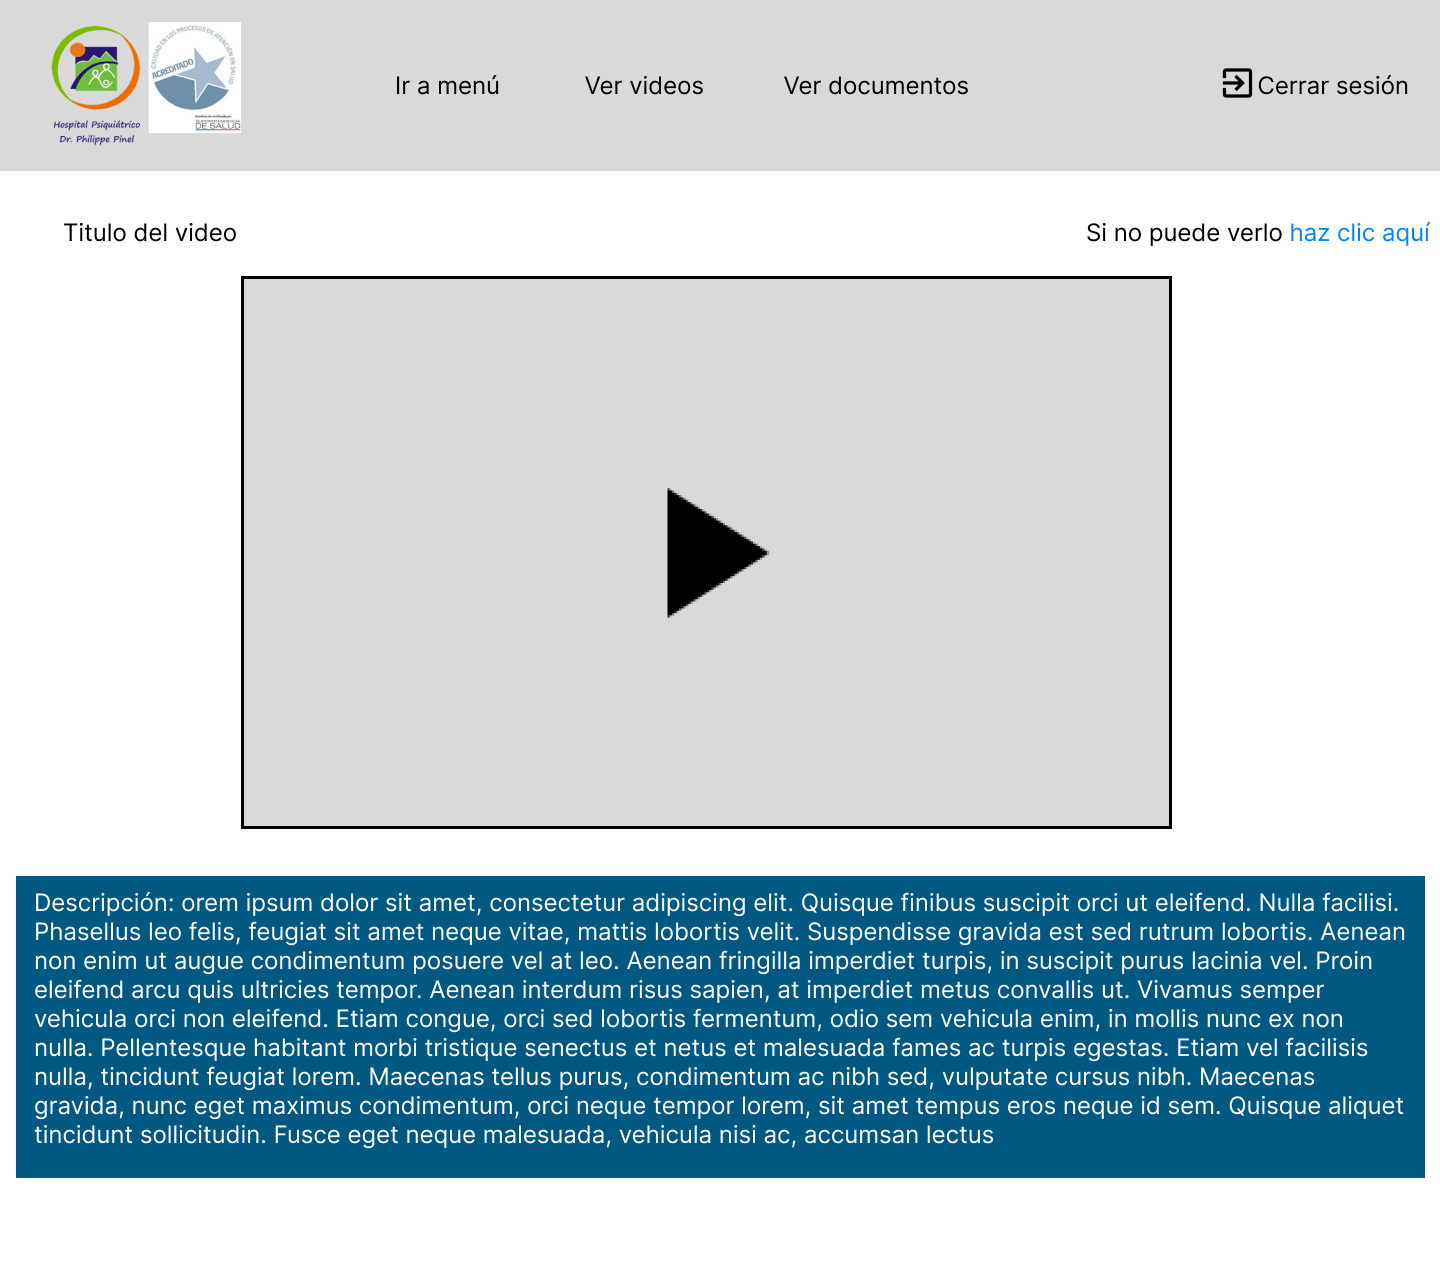 CALIDAD EN LOS PROCESOS DE ATENCIÓN EN SALUD
ACREDITADO
SUPERINTENDENCIA
DE SALUD
Hospital Psiquiátrico
Dr. Philippe Pinel
Ir a menú
Ver videos
Ver documentos
Cerrar sesión
Titulo del video
Si no puede verlo haz clic aquí
Descripción: orem ipsum dolor sit amet, consectetur adipiscing elit. Quisque finibus suscipit orci ut eleifend. Nulla facilisi.
Phasellus leo felis, feugiat sit amet neque vitae, mattis lobortis velit. Suspendisse gravida est sed rutrum lobortis. Aenean
non enim ut augue condimentum posuere vel at leo. Aenean fringilla imperdiet turpis, in suscipit purus lacinia vel. Proin
eleifend arcu quis ultricies tempor. Aenean interdum risus sapien, at imperdiet metus convallis ut. Vivamus semper
vehicula orci non eleifend. Etiam congue, orci sed lobortis fermentum, odio sem vehicula enim, in mollis nunc ex non
nulla. Pellentesque habitant morbi tristique senectus et netus et malesuada fames ac turpis egestas. Etiam vel facilisis
nulla, tincidunt feugiat lorem. Maecenas tellus purus, condimentum ac nibh sed, vulputate cursus nibh. Maecenas
gravida, nunc eget maximus condimentum, orci neque tempor lorem, sit amet tempus eros neque id sem. Quisque aliquet
tincidunt sollicitudin. Fusce eget neque malesuada, vehicula nisi ac, accumsan lectus